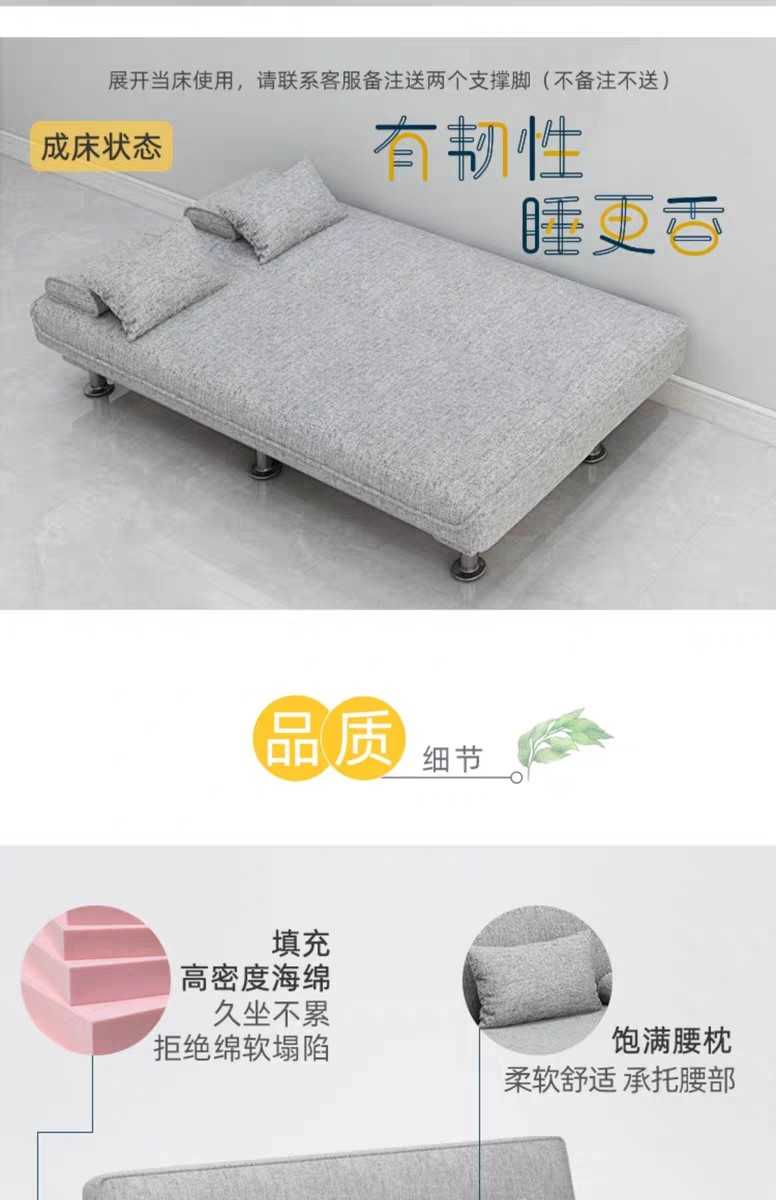 展开当床使用，请联系客服备注送两个支撑脚（不备注不送）
成床状态
有韧性
睡更香
品质
细节
填充
高密度海绵
久坐不累
拒绝绵软塌陷
饱满腰枕
柔软舒适 承托腰部